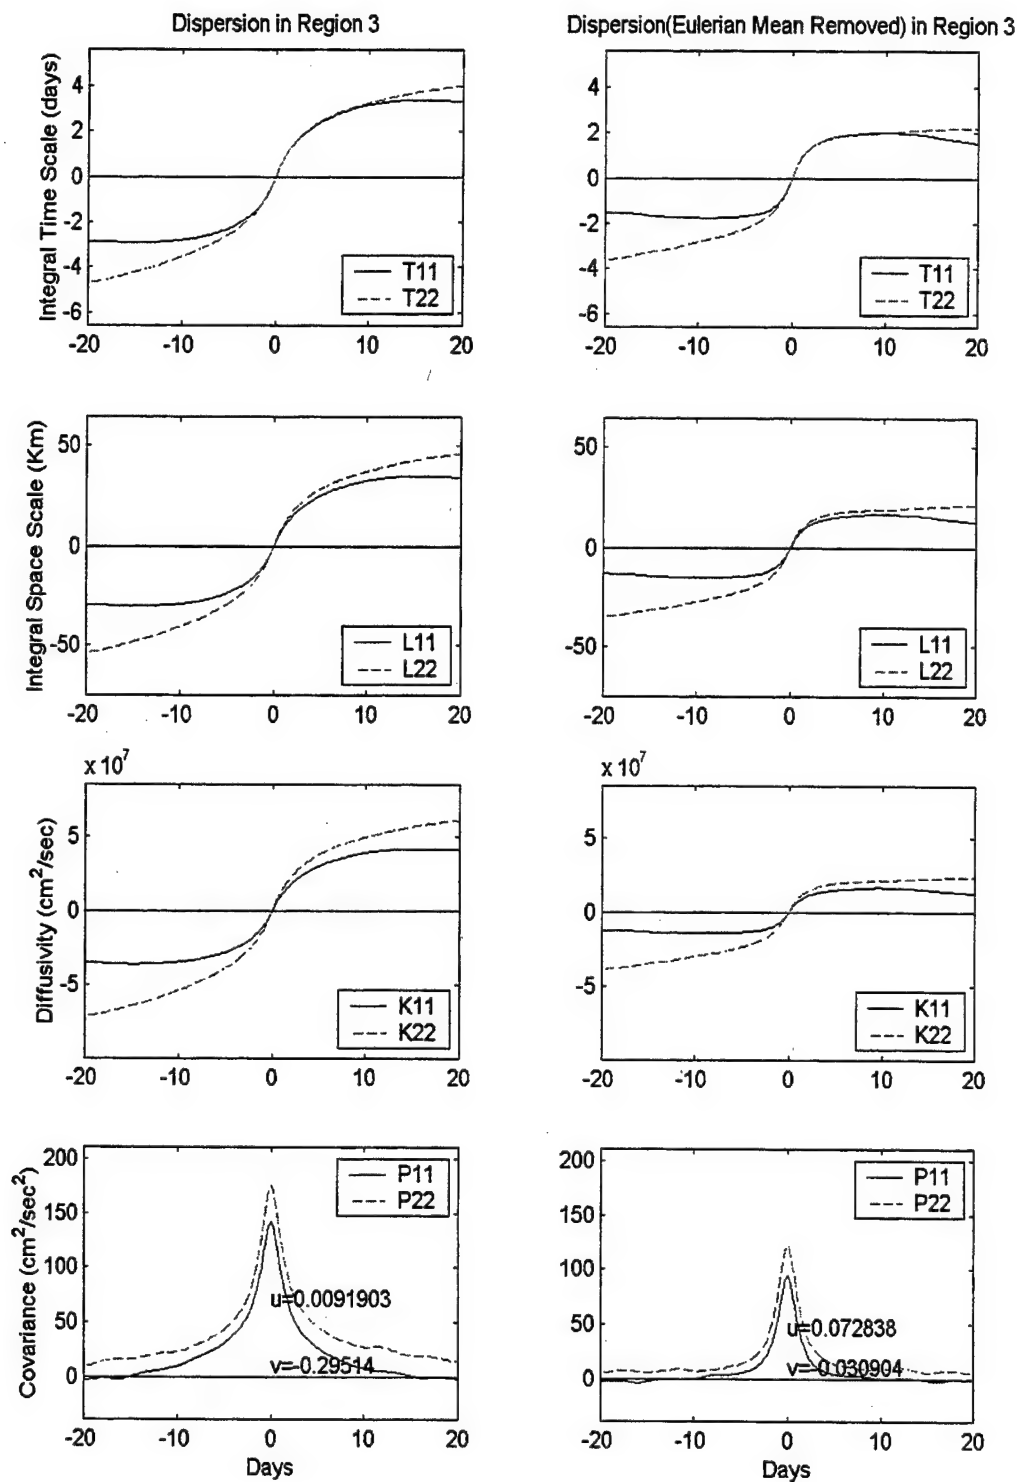 Dispersion in Region 3
Integral Time Scale (days)
4
2
0
-2
-4
-6
T11
T22
-20 -10 0 10 20
Dispersion(Eulerian Mean Removed) in Region 3
4
2
0
-2
-4
-6
T11
T22
-20 -10 0 10 20
Integral Space Scale (Km)
50
0
-50
L11
L22
-20 -10 0 10 20
50
0
-50
L11
L22
-20 -10 0 10 20
x 10^7
Diffusivity (cm^2/sec)
5
0
-5
K11
K22
-20 -10 0 10 20
x 10^7
5
0
-5
K11
K22
-20 -10 0 10 20
Covariance (cm^2/sec^2)
200
150
100
50
0
P11
P22
u=0.0091903
v=-0.29514
-20 -10 0 10 20
Days
200
150
100
50
0
P11
P22
u=0.072838
v=-0.030904
-20 -10 0 10 20
Days